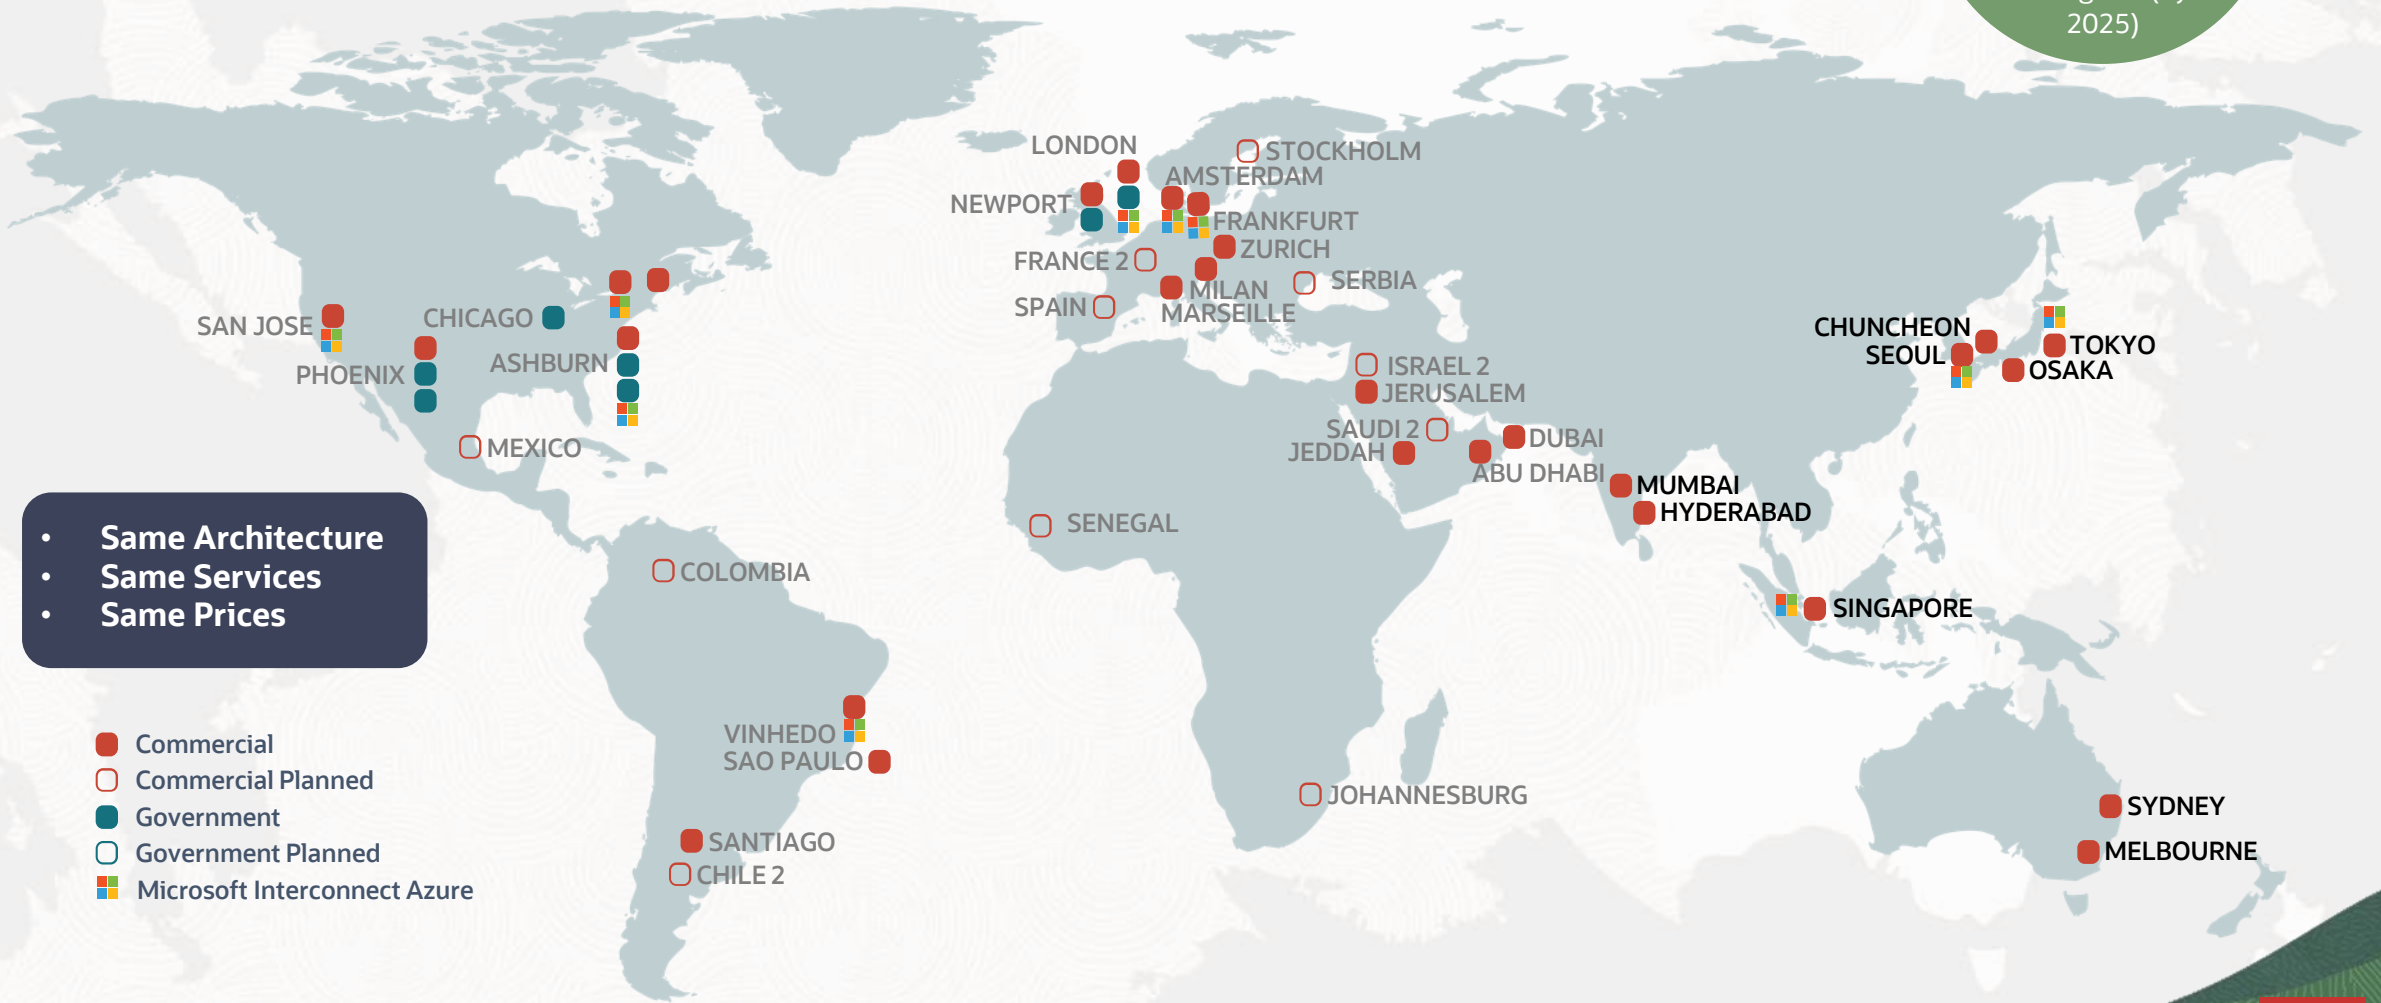 2025)
LONDON
STOCKHOLM
AMSTERDAM
NEWPORT
FRANKFURT
ZURICH
FRANCE 2
SERBIA
MILAN
SPAIN
MARSEILLE
SAN JOSE
CHICAGO
ASHBURN
PHOENIX
MEXICO
CHUNCHEON
SEOUL
TOKYO
OSAKA
ISRAEL 2
JERUSALEM
SAUDI 2
JEDDAH
DUBAI
ABU DHABI
MUMBAI
HYDERABAD
SENEGAL
COLOMBIA
SINGAPORE
• Same Architecture
• Same Services
• Same Prices
VINHEDO
SAO PAULO
JOHANNESBURG
SANTIAGO
CHILE 2
SYDNEY
MELBOURNE
Commercial
Commercial Planned
Government
Government Planned
Microsoft Interconnect Azure